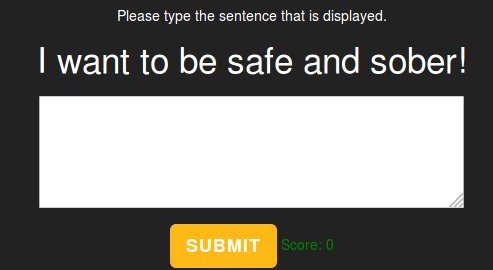 Please type the sentence that is displayed.
I want to be safe and sober!
SUBMIT Score: 0